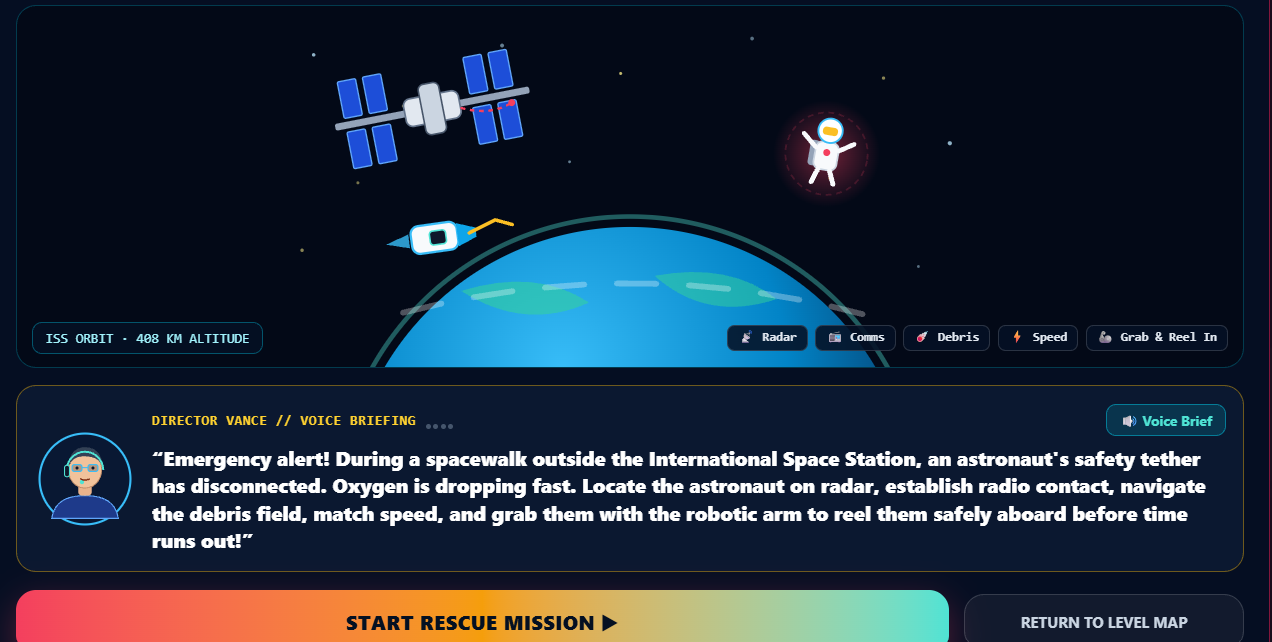 ISS ORBIT · 408 KM ALTITUDE
Radar
Comms
Debris
Speed
Grab & Reel In
DIRECTOR VANCE // VOICE BRIEFING
Voice Brief
“Emergency alert! During a spacewalk outside the International Space Station, an astronaut's safety tether
has disconnected. Oxygen is dropping fast. Locate the astronaut on radar, establish radio contact, navigate
the debris field, match speed, and grab them with the robotic arm to reel them safely aboard before time
runs out!”
START RESCUE MISSION ▶
RETURN TO LEVEL MAP